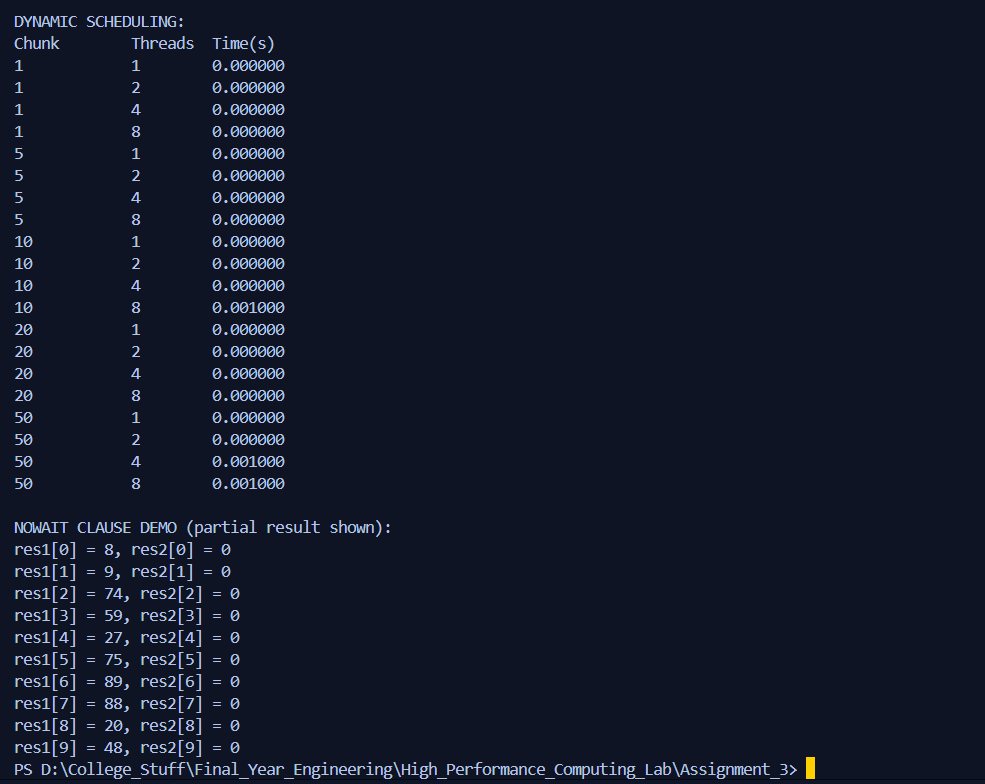 DYNAMIC SCHEDULING:
Chunk Threads Time(s)
1 1 0.000000
1 2 0.000000
1 4 0.000000
1 8 0.000000
5 1 0.000000
5 2 0.000000
5 4 0.000000
5 8 0.000000
10 1 0.000000
10 2 0.000000
10 4 0.000000
10 8 0.001000
20 1 0.000000
20 2 0.000000
20 4 0.000000
20 8 0.000000
50 1 0.000000
50 2 0.000000
50 4 0.001000
50 8 0.001000
NOWAIT CLAUSE DEMO (partial result shown):
res1[0] = 8, res2[0] = 0
res1[1] = 9, res2[1] = 0
res1[2] = 74, res2[2] = 0
res1[3] = 59, res2[3] = 0
res1[4] = 27, res2[4] = 0
res1[5] = 75, res2[5] = 0
res1[6] = 89, res2[6] = 0
res1[7] = 88, res2[7] = 0
res1[8] = 20, res2[8] = 0
res1[9] = 48, res2[9] = 0
PS D:\College_Stuff\Final_Year_Engineering\High_Performance_Computing_Lab\Assignment_3>